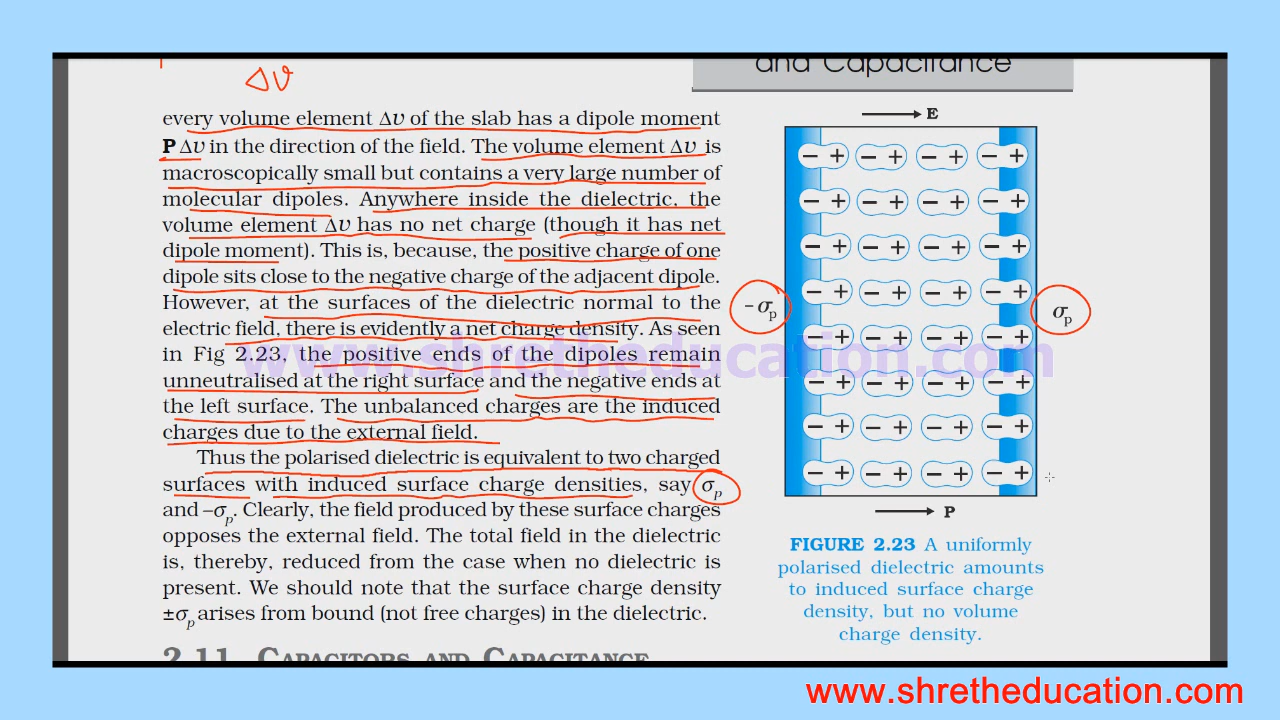 Δv
and Capacitance
every volume element Δv of the slab has a dipole moment
P Δv in the direction of the field. The volume element Δv is
macroscopically small but contains a very large number of
molecular dipoles. Anywhere inside the dielectric, the
volume element Δv has no net charge (though it has net
dipole moment). This is, because, the positive charge of one
dipole sits close to the negative charge of the adjacent dipole.
However, at the surfaces of the dielectric normal to the
electric field, there is evidently a net charge density. As seen
in Fig 2.23, the positive ends of the dipoles remain
unneutralised at the right surface and the negative ends at
the left surface. The unbalanced charges are the induced
charges due to the external field.
Thus the polarised dielectric is equivalent to two charged
surfaces with induced surface charge densities, say σp
and –σp. Clearly, the field produced by these surface charges
opposes the external field. The total field in the dielectric
is, thereby, reduced from the case when no dielectric is
present. We should note that the surface charge density
±σp arises from bound (not free charges) in the dielectric.
2.11 CAPACITORS AND CAPACITANCE
E
– + – + – + – +
– + – + – + – +
– + – + – + – +
– + – + – + – +
– + – + – + – +
– + – + – + – +
– + – + – + – +
– + – + – + – +
– σp
σp
P
FIGURE 2.23 A uniformly
polarised dielectric amounts
to induced surface charge
density, but no volume
charge density.
www.shretheducation.com
www.shretheducation.com